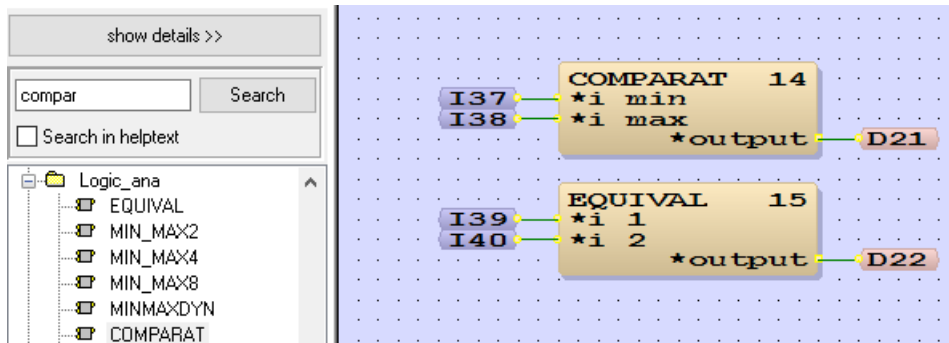 show details >>
compar
Search
Search in helptext
Logic_ana
EQUIVAL
MIN_MAX2
MIN_MAX4
MIN_MAX8
MINMAXDYN
COMPARAT
COMPARAT 14
I37 *i min
I38 *i max
*output D21
EQUIVAL 15
I39 *i 1
I40 *i 2
*output D22